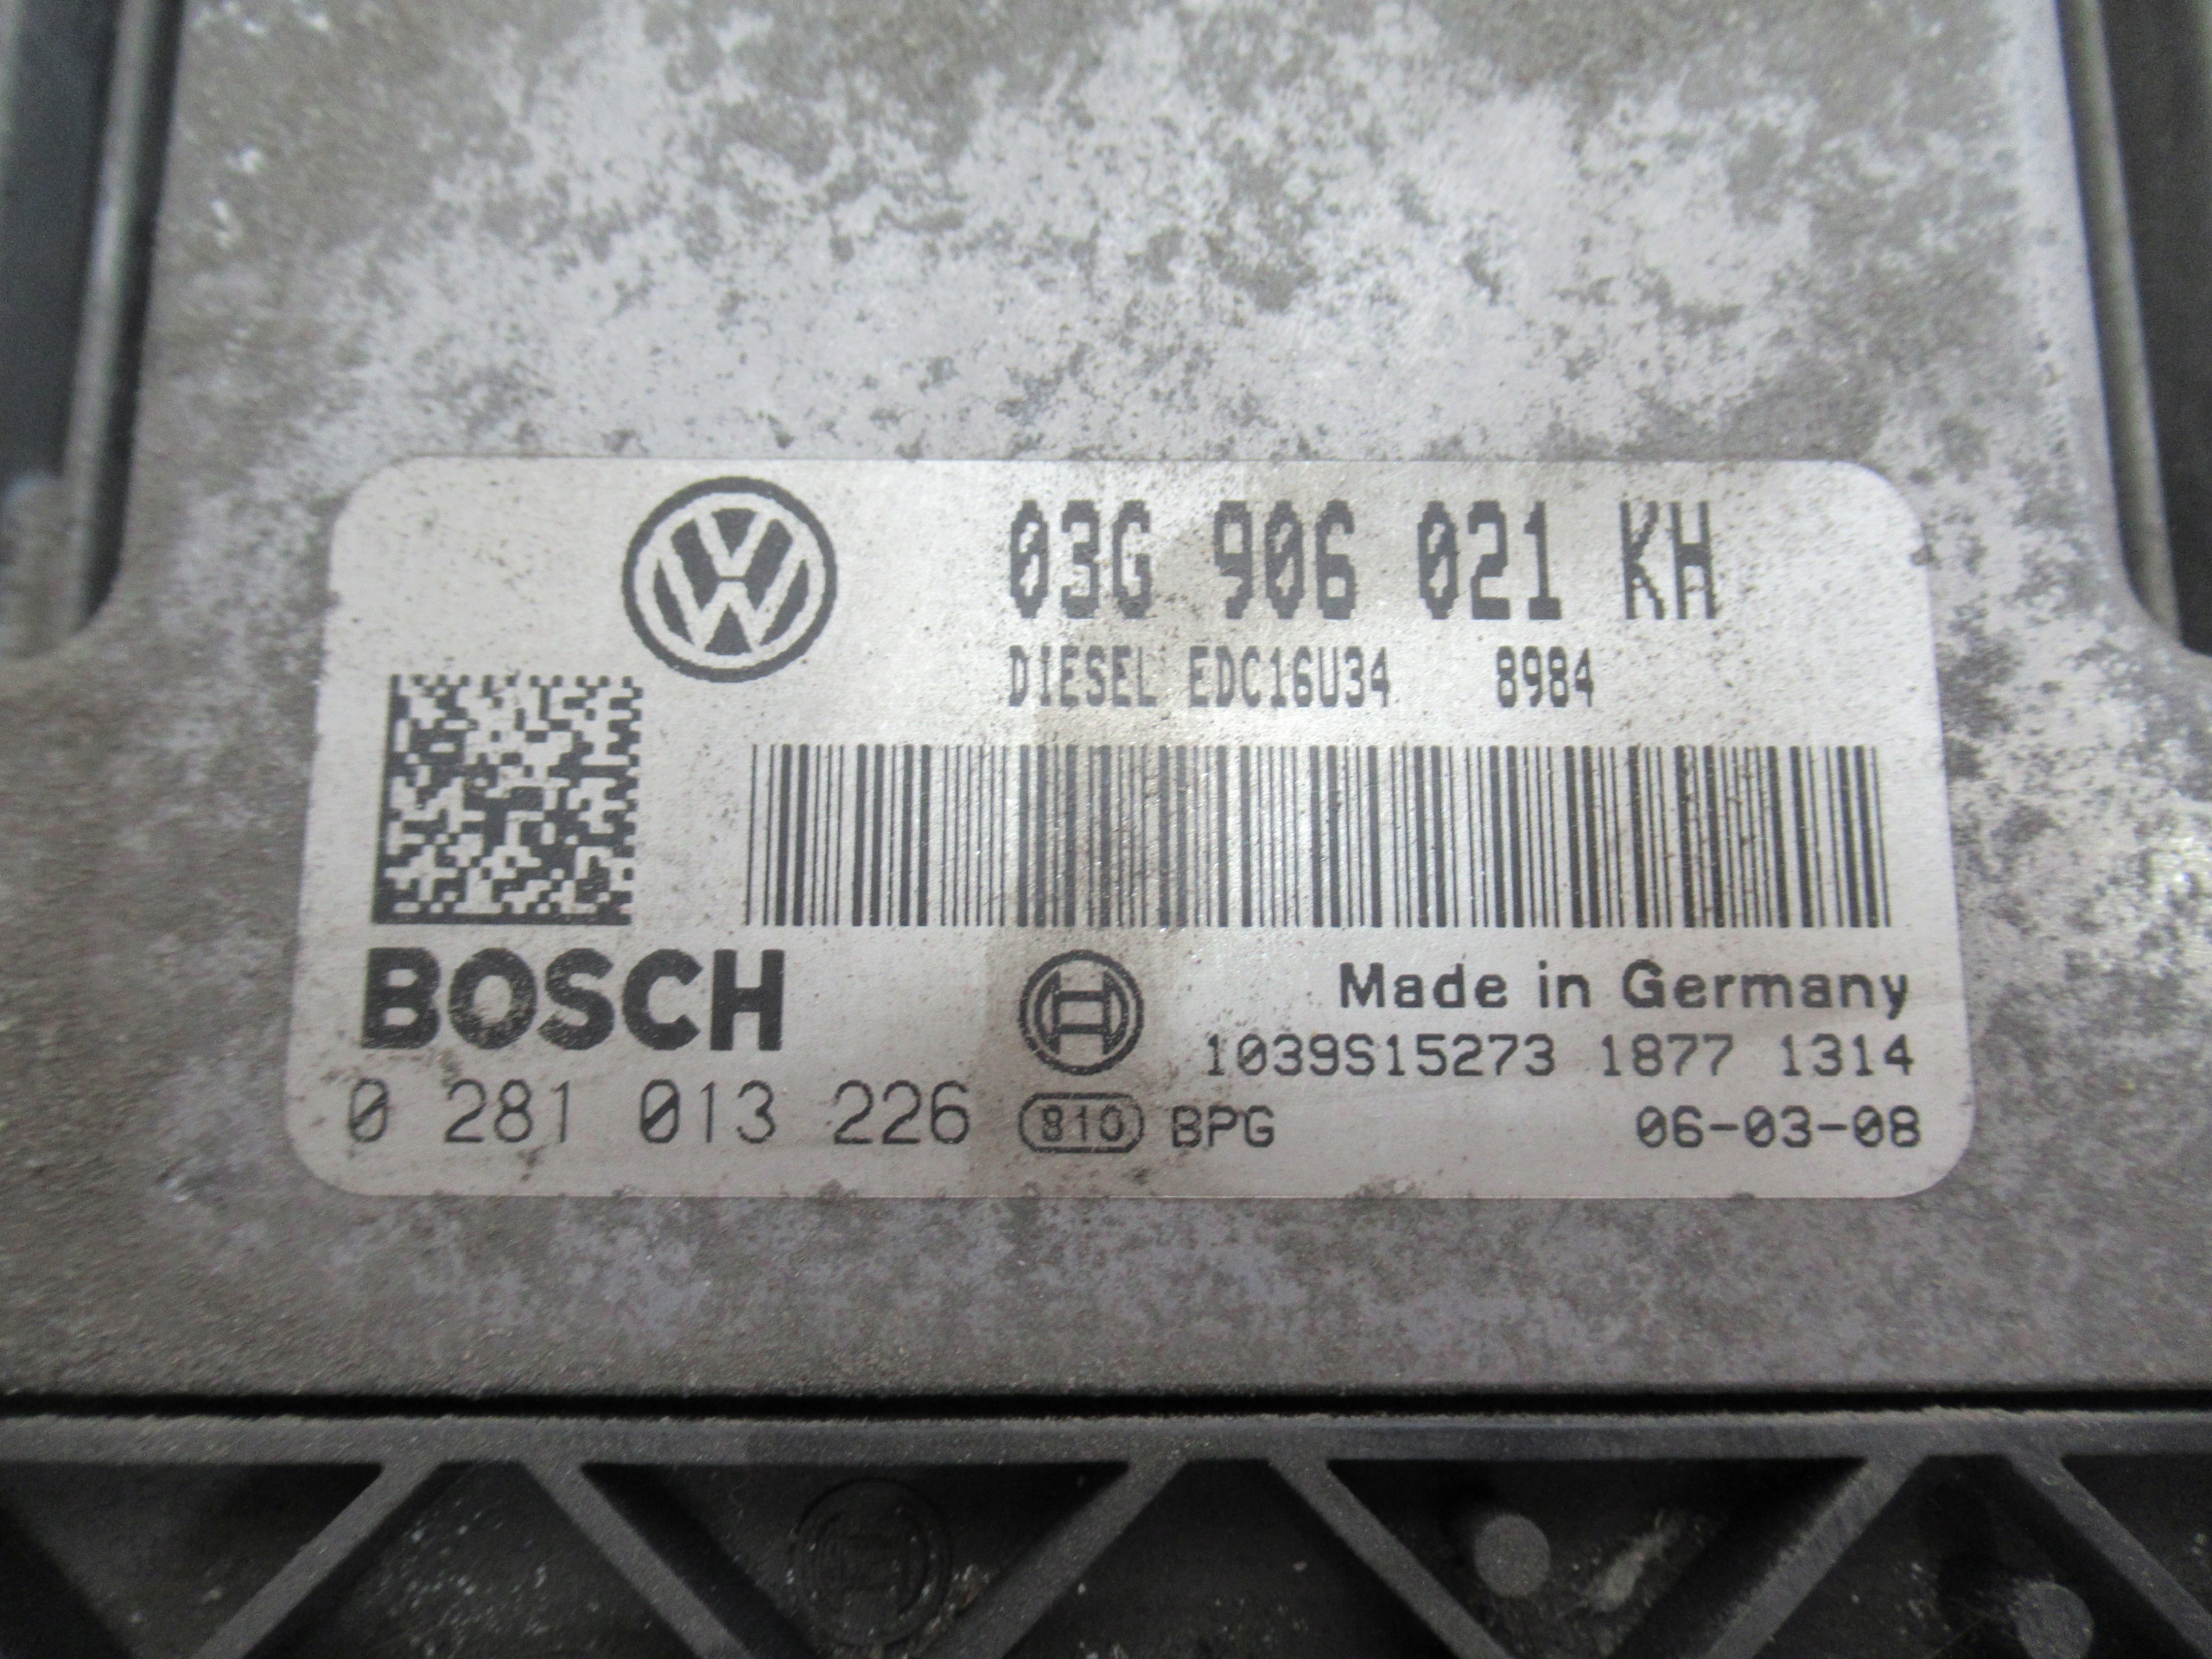 03G 906 021 KH
DIESEL EDC16U34 8984
BOSCH
Made in Germany
1039S15273 1877 1314
0 281 013 226 810 BPG 06-03-08